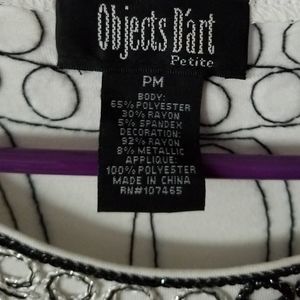 Objects D'art
Petite
PM
BODY:
65% POLYESTER
30% RAYON
5% SPANDEX
DECORATION:
92% RAYON
8% METALLIC
APPLIQUE:
100% POLYESTER
MADE IN CHINA
RN#107465